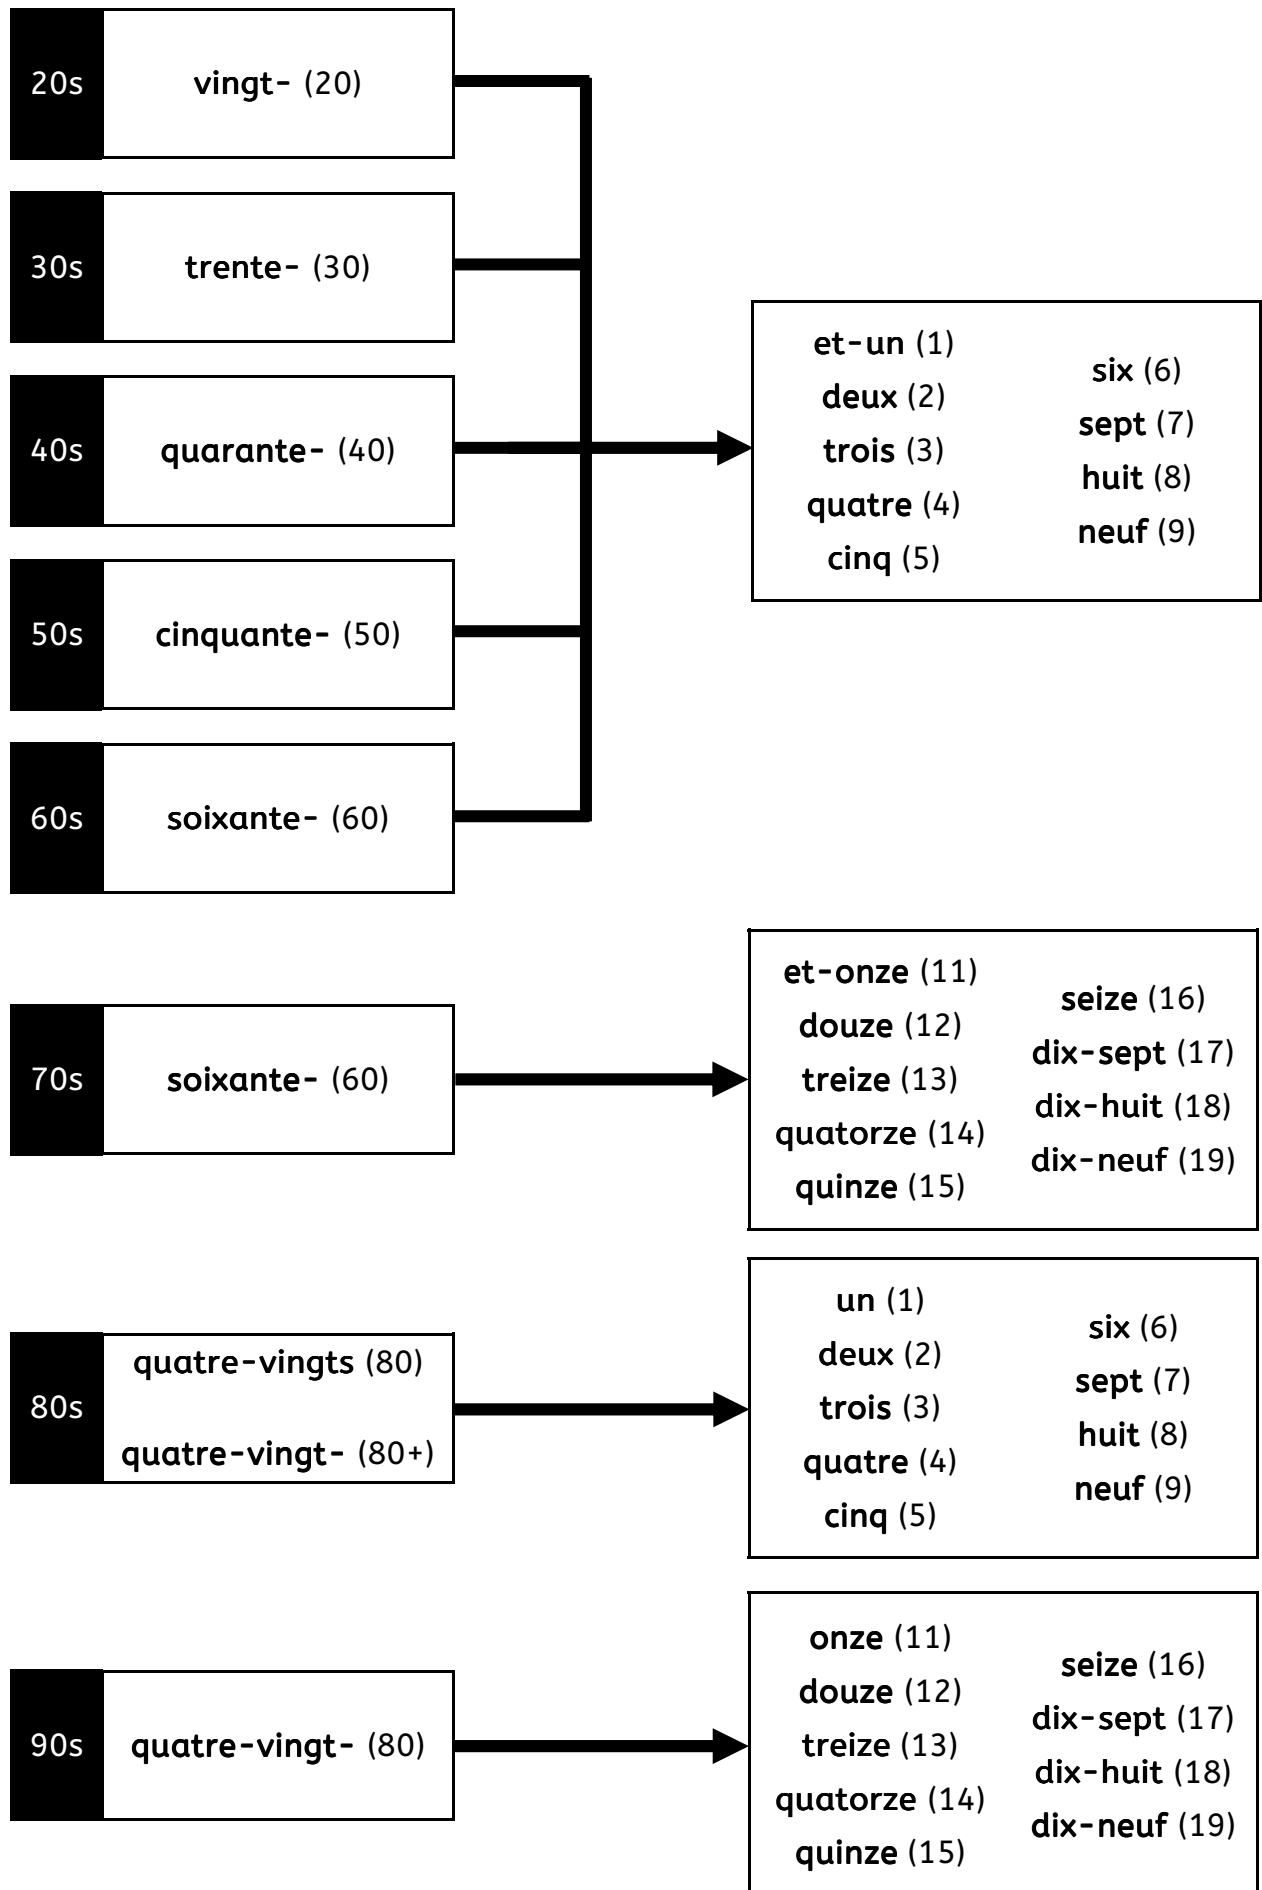 20s
vingt- (20)
30s
trente- (30)
40s
quarante- (40)
50s
cinquante- (50)
60s
soixante- (60)
et-un (1)
deux (2)
trois (3)
quatre (4)
cinq (5)
six (6)
sept (7)
huit (8)
neuf (9)
70s
soixante- (60)
et-onze (11)
douze (12)
treize (13)
quatorze (14)
quinze (15)
seize (16)
dix-sept (17)
dix-huit (18)
dix-neuf (19)
80s
quatre-vingts (80)
quatre-vingt- (80+)
un (1)
deux (2)
trois (3)
quatre (4)
cinq (5)
six (6)
sept (7)
huit (8)
neuf (9)
90s
quatre-vingt- (80)
onze (11)
douze (12)
treize (13)
quatorze (14)
quinze (15)
seize (16)
dix-sept (17)
dix-huit (18)
dix-neuf (19)